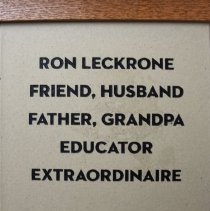 RON LECKRONE
FRIEND, HUSBAND
FATHER, GRANDPA
EDUCATOR
EXTRAORDINAIRE